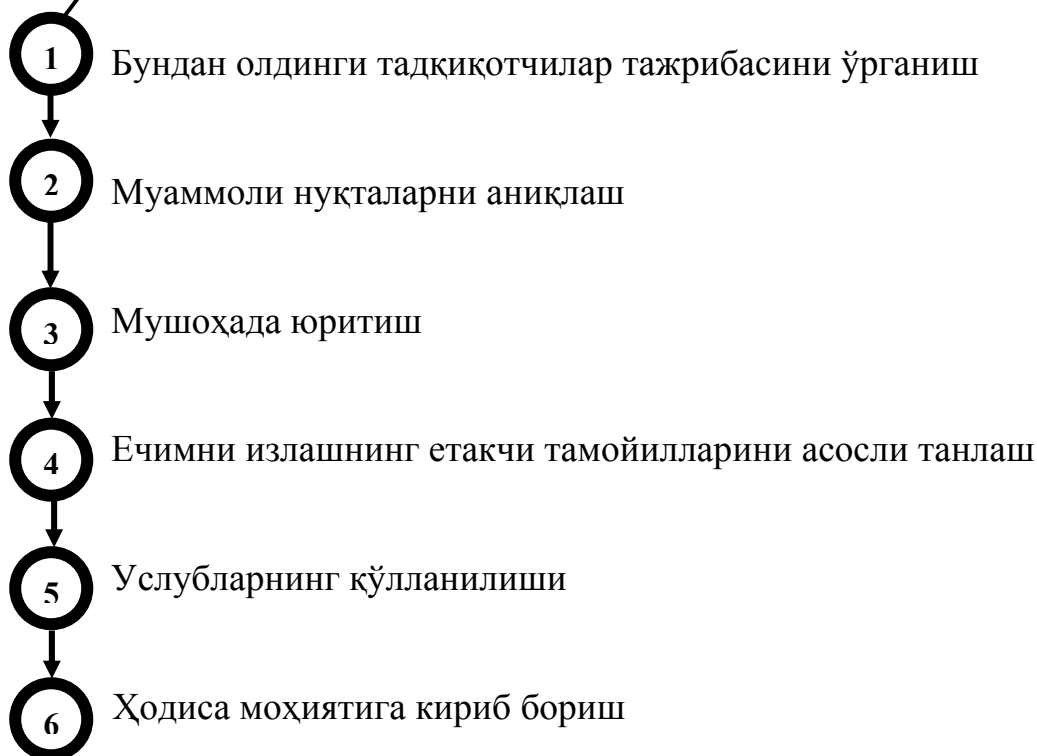 1 Бундан олдинги тадқиқотчилар тажрибасини ўрганиш
2 Муаммоли нуқталарни аниқлаш
3 Мушоҳада юритиш
4 Ечимни излашнинг етакчи тамойилларини асосли танлаш
5 Услубларнинг қўлланилиши
6 Ҳодиса моҳиятига кириб бориш